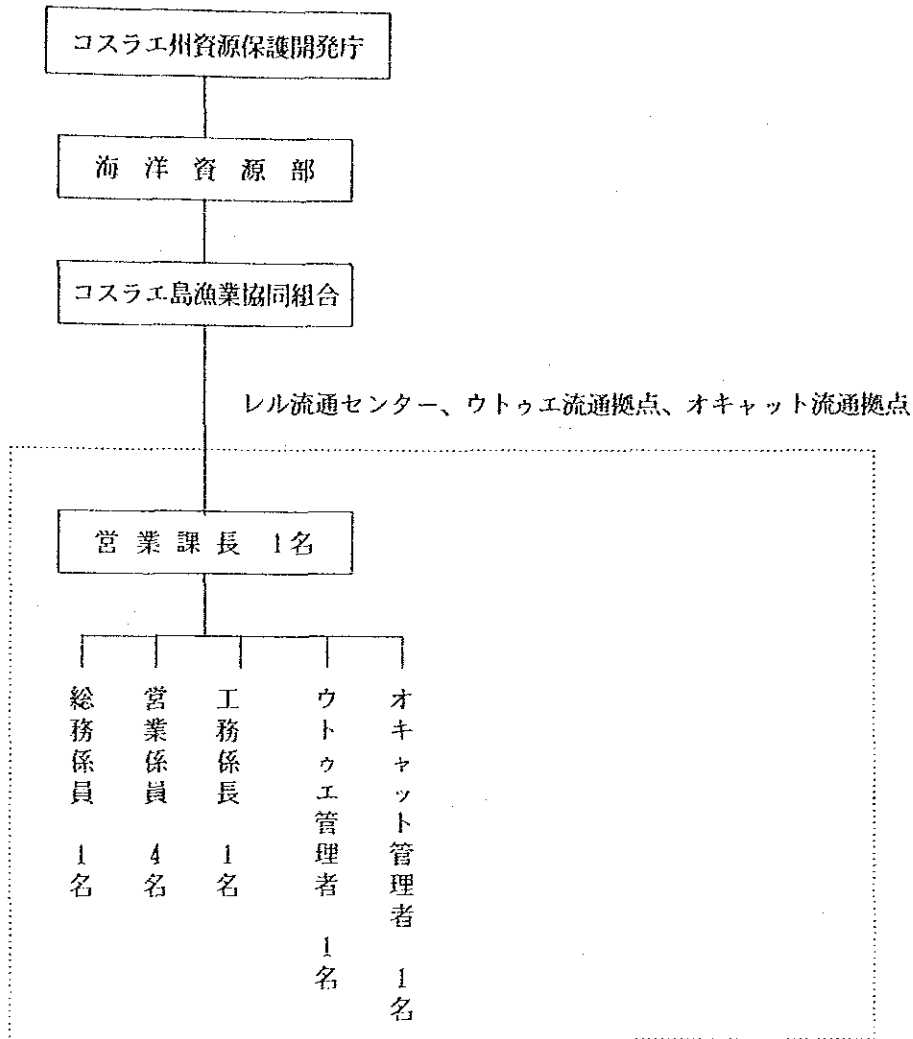 コスラエ州資源保護開発庁
海洋資源部
コスラエ島漁業協同組合
レル流通センター、ウトゥエ流通拠点、オキャット流通拠点
営業課長 1名
総務係員 1名
営業係員 4名
工務係長 1名
ウトゥエ管理者 1名
オキャット管理者 1名